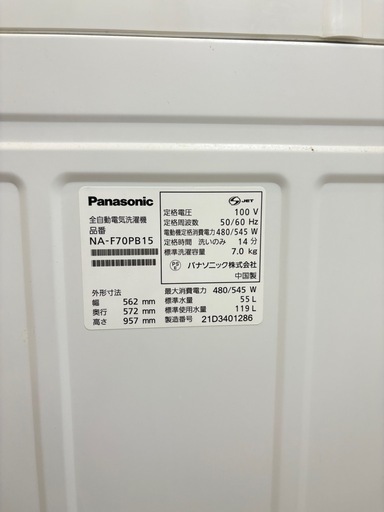 Panasonic
全自動電気洗濯機
品番
NA-F70PB15
外形寸法
幅 562 mm
奥行 572 mm
高さ 957 mm
S JET
定格電圧 100 V
定格周波数 50/60 Hz
電動機定格消費電力 480/545 W
定格時間 洗いのみ 14 分
標準洗濯容量 7.0 kg
PSE パナソニック株式会社
中国製
最大消費電力 480/545 W
標準水量 55 L
標準使用水量 119 L
製造番号 21D3401286